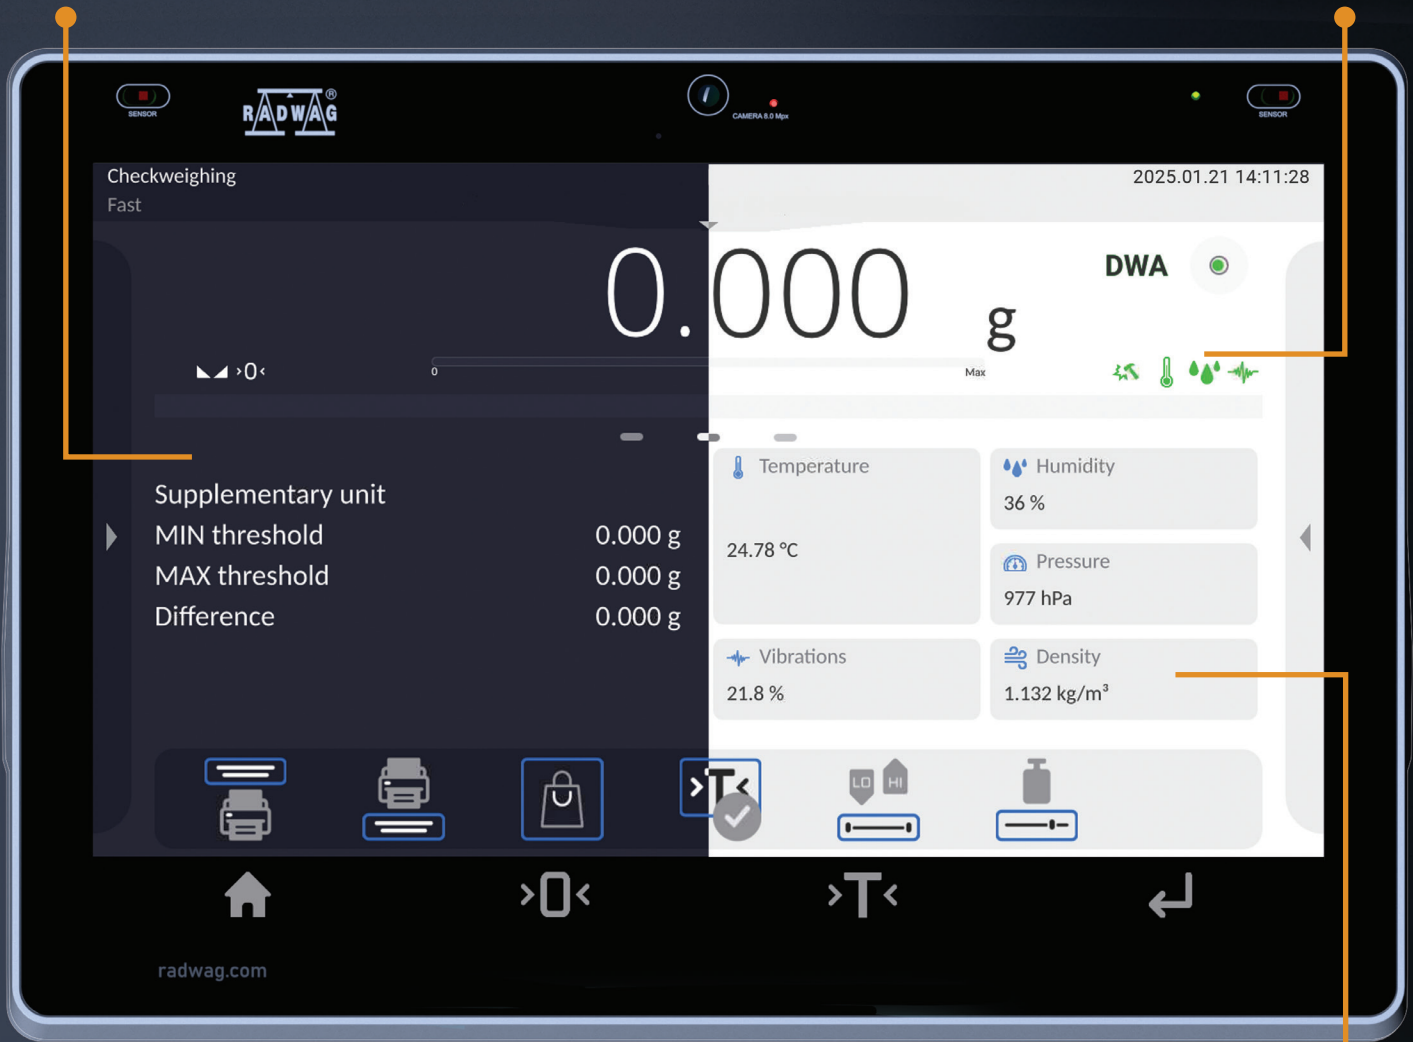 SENSOR
RADWAG®
CAMERA 8.0 Mpx
SENSOR
Checkweighing
2025.01.21 14:11:28
Fast
0.000 g
DWA
>0<
0
Max
Supplementary unit
MIN threshold 0.000 g
MAX threshold 0.000 g
Difference 0.000 g
Temperature
24.78 °C
Humidity
36 %
Pressure
977 hPa
Vibrations
21.8 %
Density
1.132 kg/m³
>T<
LO HI
>0<
>T<
radwag.com